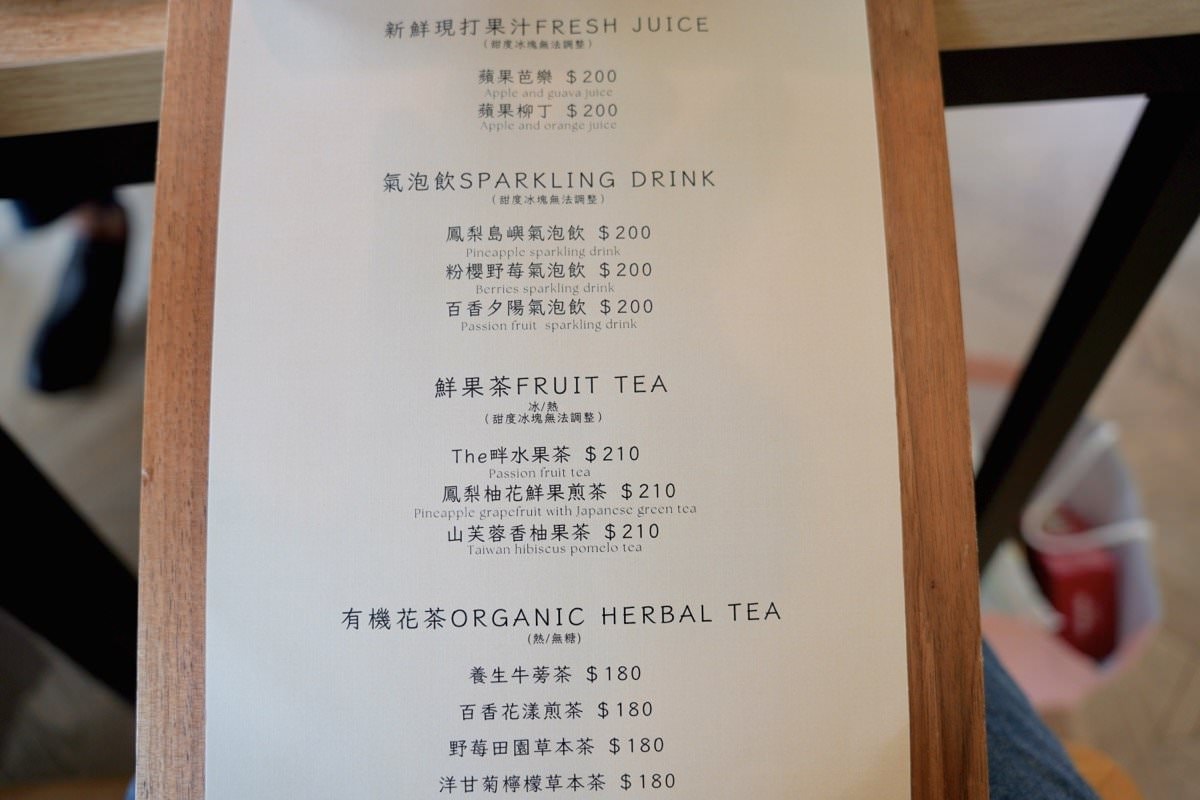 新鮮現打果汁FRESH JUICE
(甜度冰塊無法調整)
蘋果芭樂 $200
Apple and guava juice
蘋果柳丁 $200
Apple and orange juice
氣泡飲SPARKLING DRINK
(甜度冰塊無法調整)
鳳梨島嶼氣泡飲 $200
Pineapple sparkling drink
粉櫻野莓氣泡飲 $200
Berries sparkling drink
百香夕陽氣泡飲 $200
Passion fruit sparkling drink
鮮果茶FRUIT TEA
冰/熱
(甜度冰塊無法調整)
The畔水果茶 $210
Passion fruit tea
鳳梨柚花鮮果煎茶 $210
Pineapple grapefruit with Japanese green tea
山芙蓉香柚果茶 $210
Taiwan hibiscus pomelo tea
有機花茶ORGANIC HERBAL TEA
(熱/無糖)
養生牛蒡茶 $180
百香花漾煎茶 $180
野莓田園草本茶 $180
洋甘菊檸檬草本茶 $180